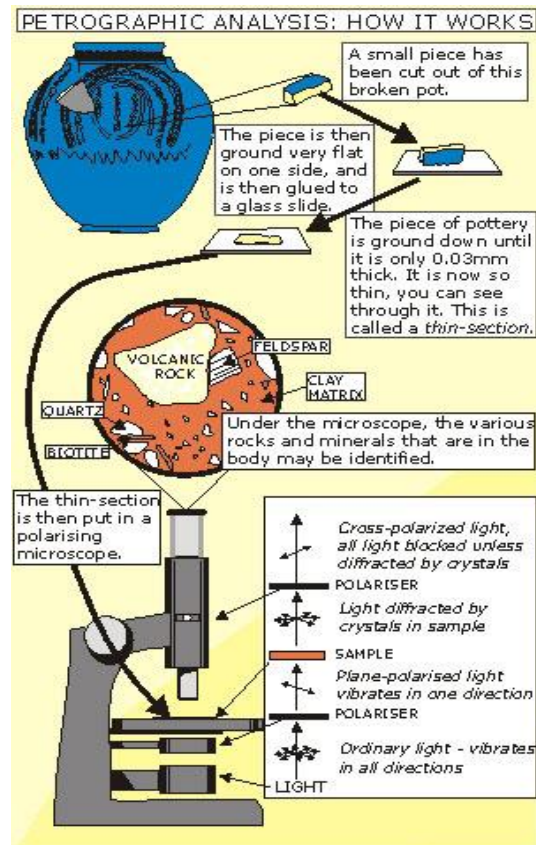 PETROGRAPHIC ANALYSIS: HOW IT WORKS
A small piece has
been cut out of this
broken pot.
The piece is then
ground very flat
on one side, and
is then glued to
a glass slide.
The piece of pottery
is ground down until
it is only 0.03mm
thick. It is now so
thin, you can see
through it. This is
called a thin-section.
VOLCANIC
ROCK
FELDSPAR
CLAY
MATRIX
QUARTZ
BIOTITE
Under the microscope, the various
rocks and minerals that are in the
body may be identified.
The thin-section
is then put in a
polarising
microscope.
Cross-polarized light,
all light blocked unless
diffracted by crystals
POLARISER
Light diffracted by
crystals in sample
SAMPLE
Plane-polarised light
vibrates in one direction
POLARISER
Ordinary light - vibrates
in all directions
LIGHT